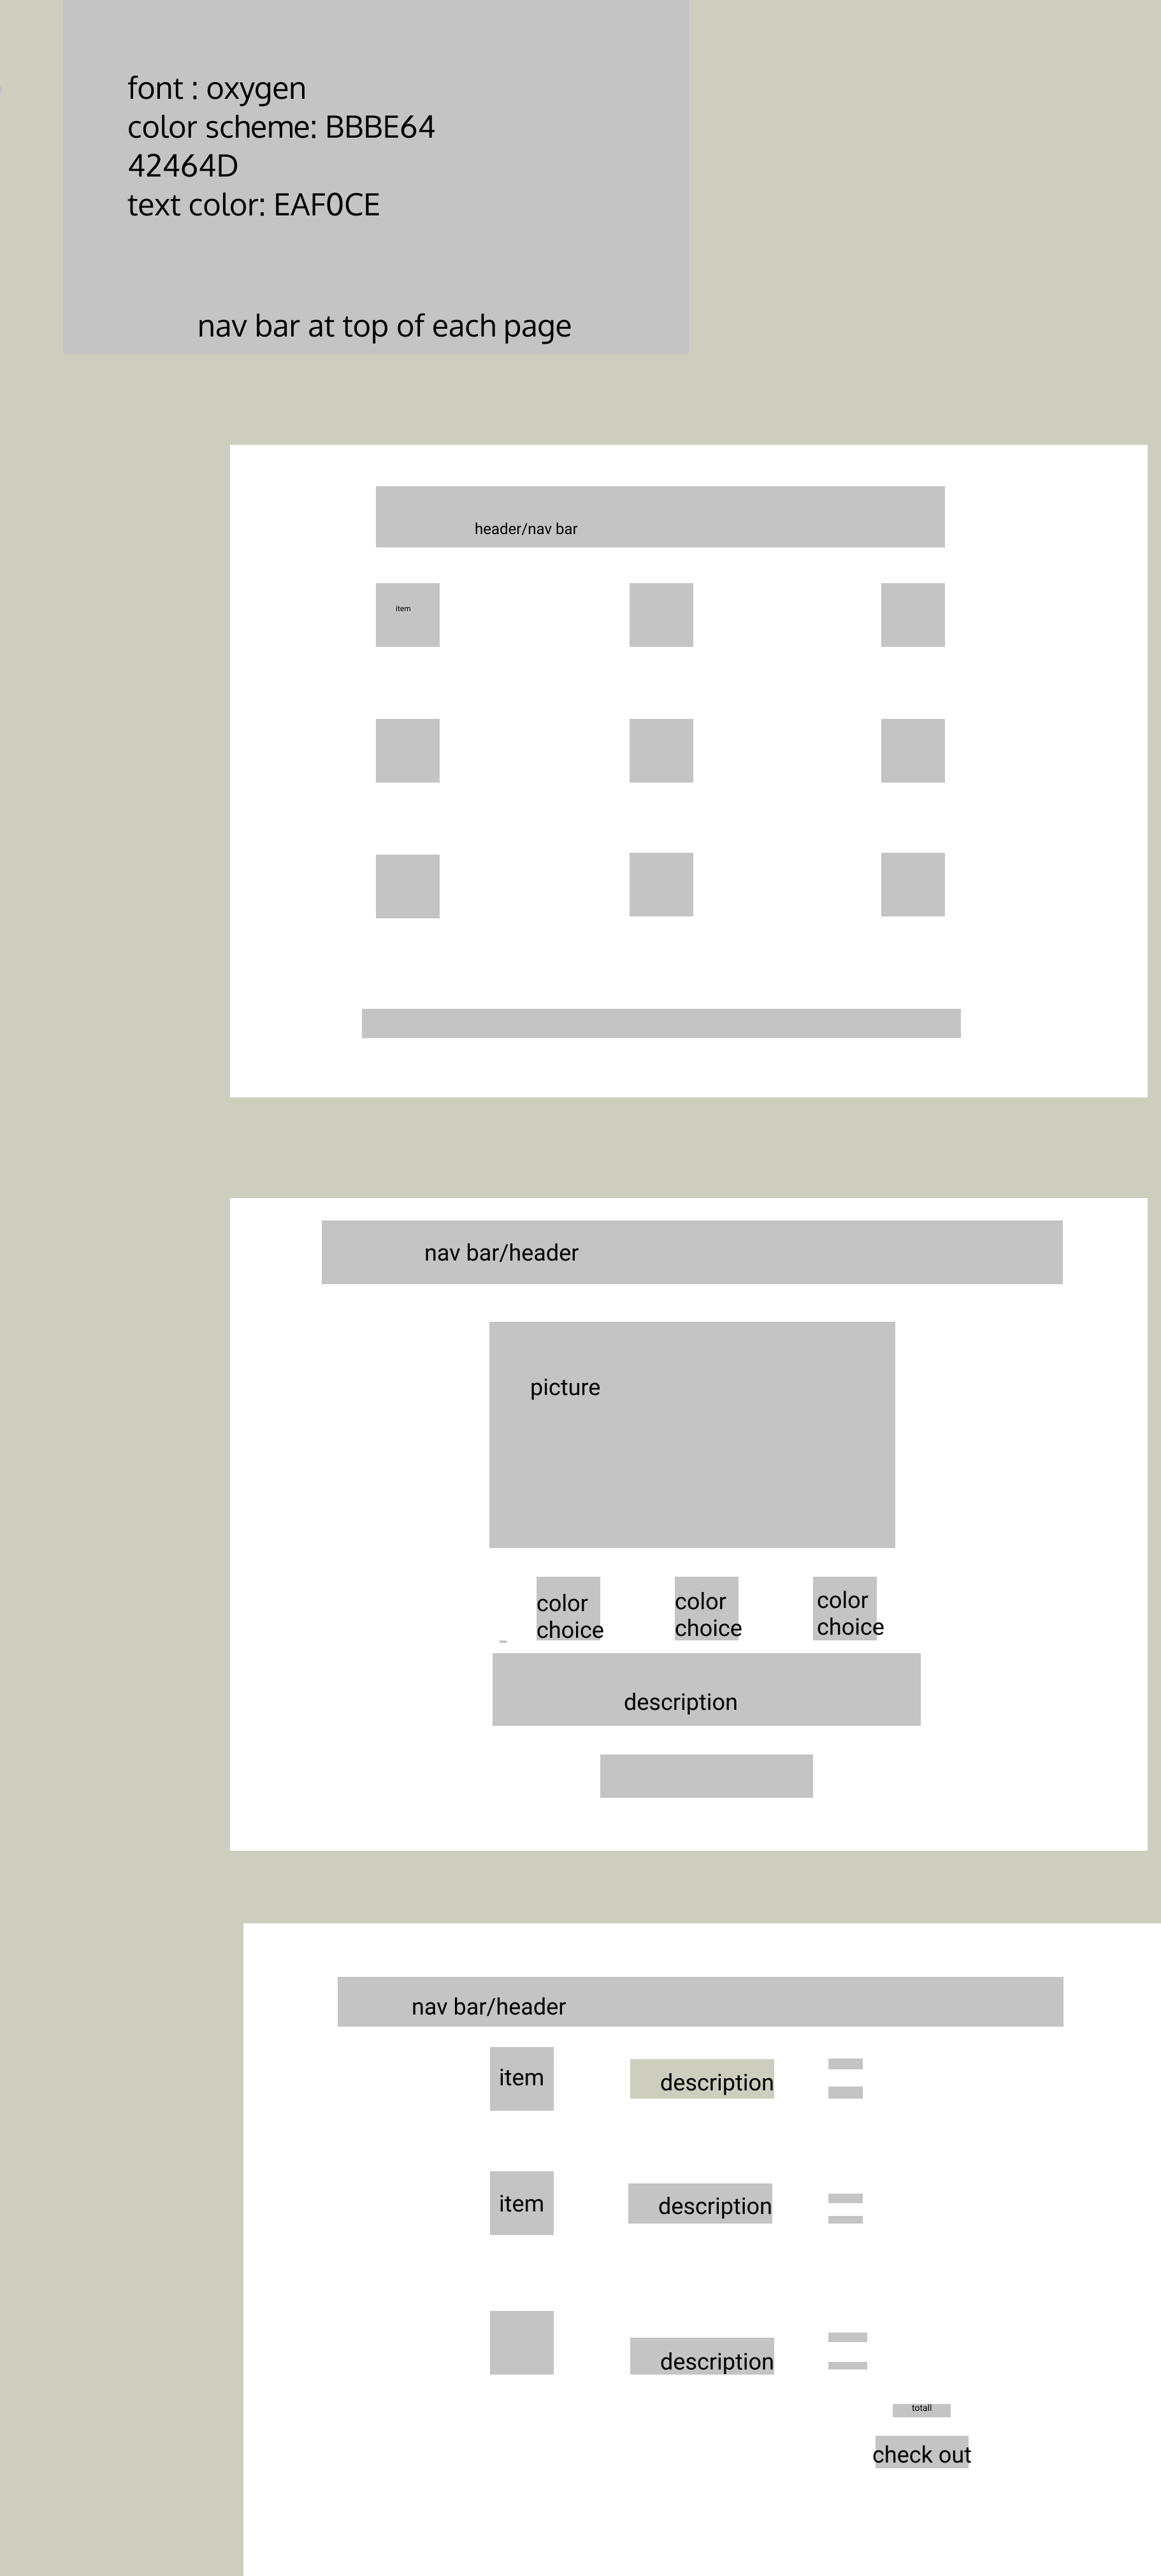 font : oxygen
color scheme: BBBE64
42464D
text color: EAF0CE
nav bar at top of each page
header/nav bar
item
nav bar/header
picture
color
choice
color
choice
color
choice
description
nav bar/header
item
description
item
description
description
totall
check out